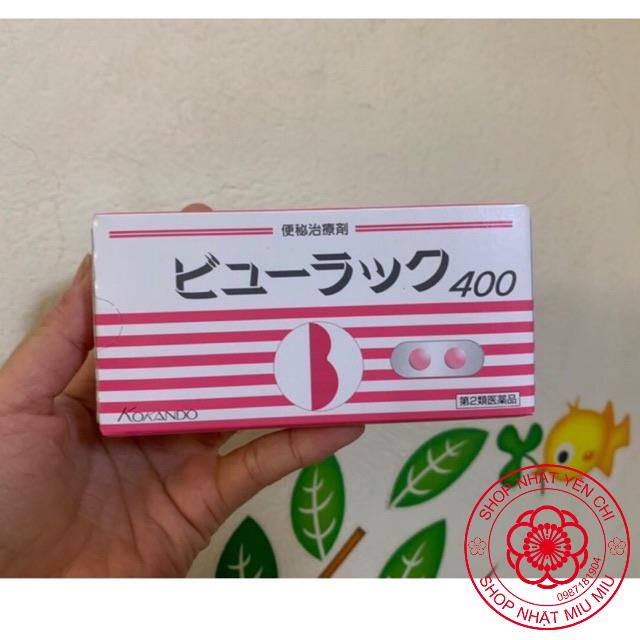 便秘治療剤
ビューラック400
KOKANDO
第2類医薬品
SHOP NHẬT YÊN CHI
0987181904
SHOP NHẬT MIU MIU